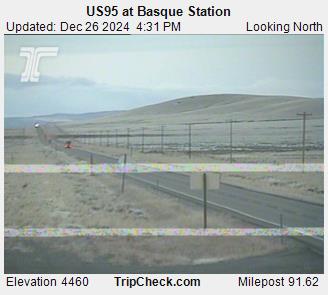 US95 at Basque Station
Updated: Dec 26 2024 4:31 PM Looking North
Elevation 4460 TripCheck.com Milepost 91.62